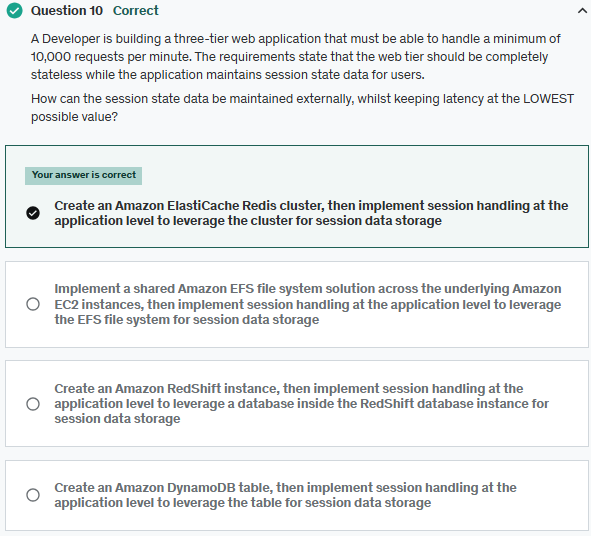 Question 10 Correct
A Developer is building a three-tier web application that must be able to handle a minimum of
10,000 requests per minute. The requirements state that the web tier should be completely
stateless while the application maintains session state data for users.
How can the session state data be maintained externally, whilst keeping latency at the LOWEST
possible value?
Your answer is correct
Create an Amazon ElastiCache Redis cluster, then implement session handling at the
application level to leverage the cluster for session data storage
Implement a shared Amazon EFS file system solution across the underlying Amazon
EC2 instances, then implement session handling at the application level to leverage
the EFS file system for session data storage
Create an Amazon RedShift instance, then implement session handling at the
application level to leverage a database inside the RedShift database instance for
session data storage
Create an Amazon DynamoDB table, then implement session handling at the
application level to leverage the table for session data storage